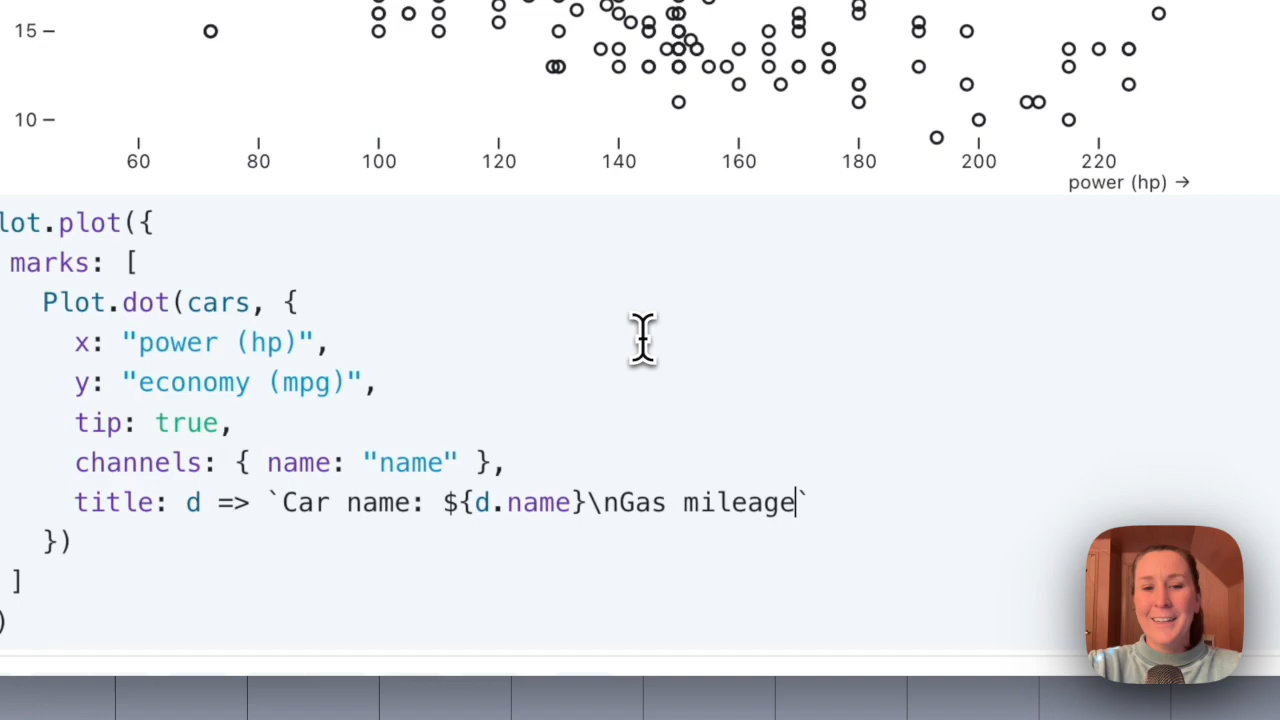 15
10
60 80 100 120 140 160 180 200 220
power (hp) →
lot.plot({
marks: [
Plot.dot(cars, {
x: "power (hp)",
y: "economy (mpg)",
tip: true,
channels: { name: "name" },
title: d => `Car name: ${d.name}\nGas mileage`
})
]
)